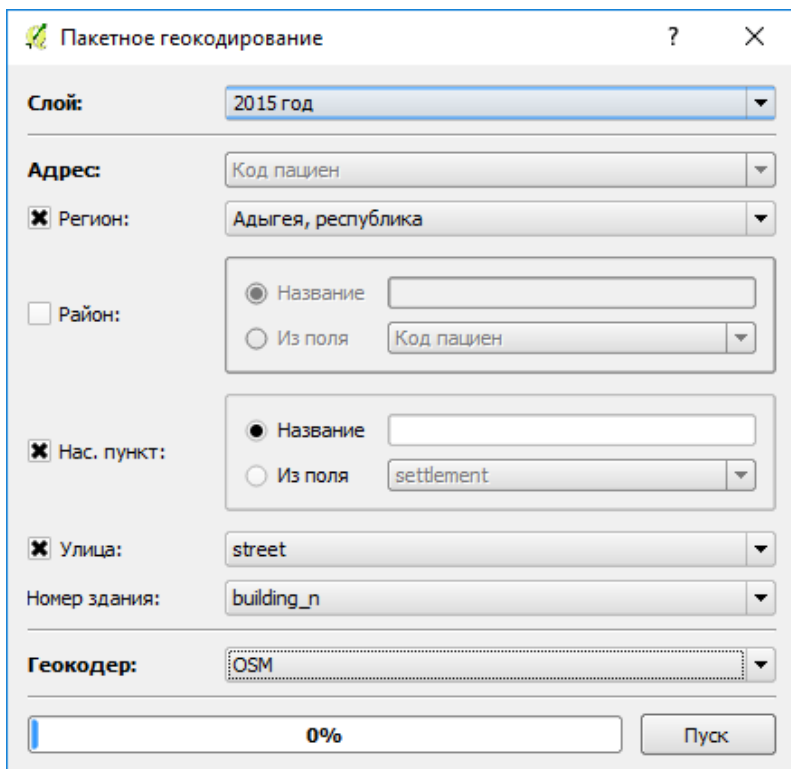 Пакетное геокодирование ?
Слой: 2015 год
Адрес: Код пациен
Регион: Адыгея, республика
Район:
Название
Из поля Код пациен
Нас. пункт:
Название
Из поля settlement
Улица: street
Номер здания: building_n
Геокодер: OSM
0% Пуск